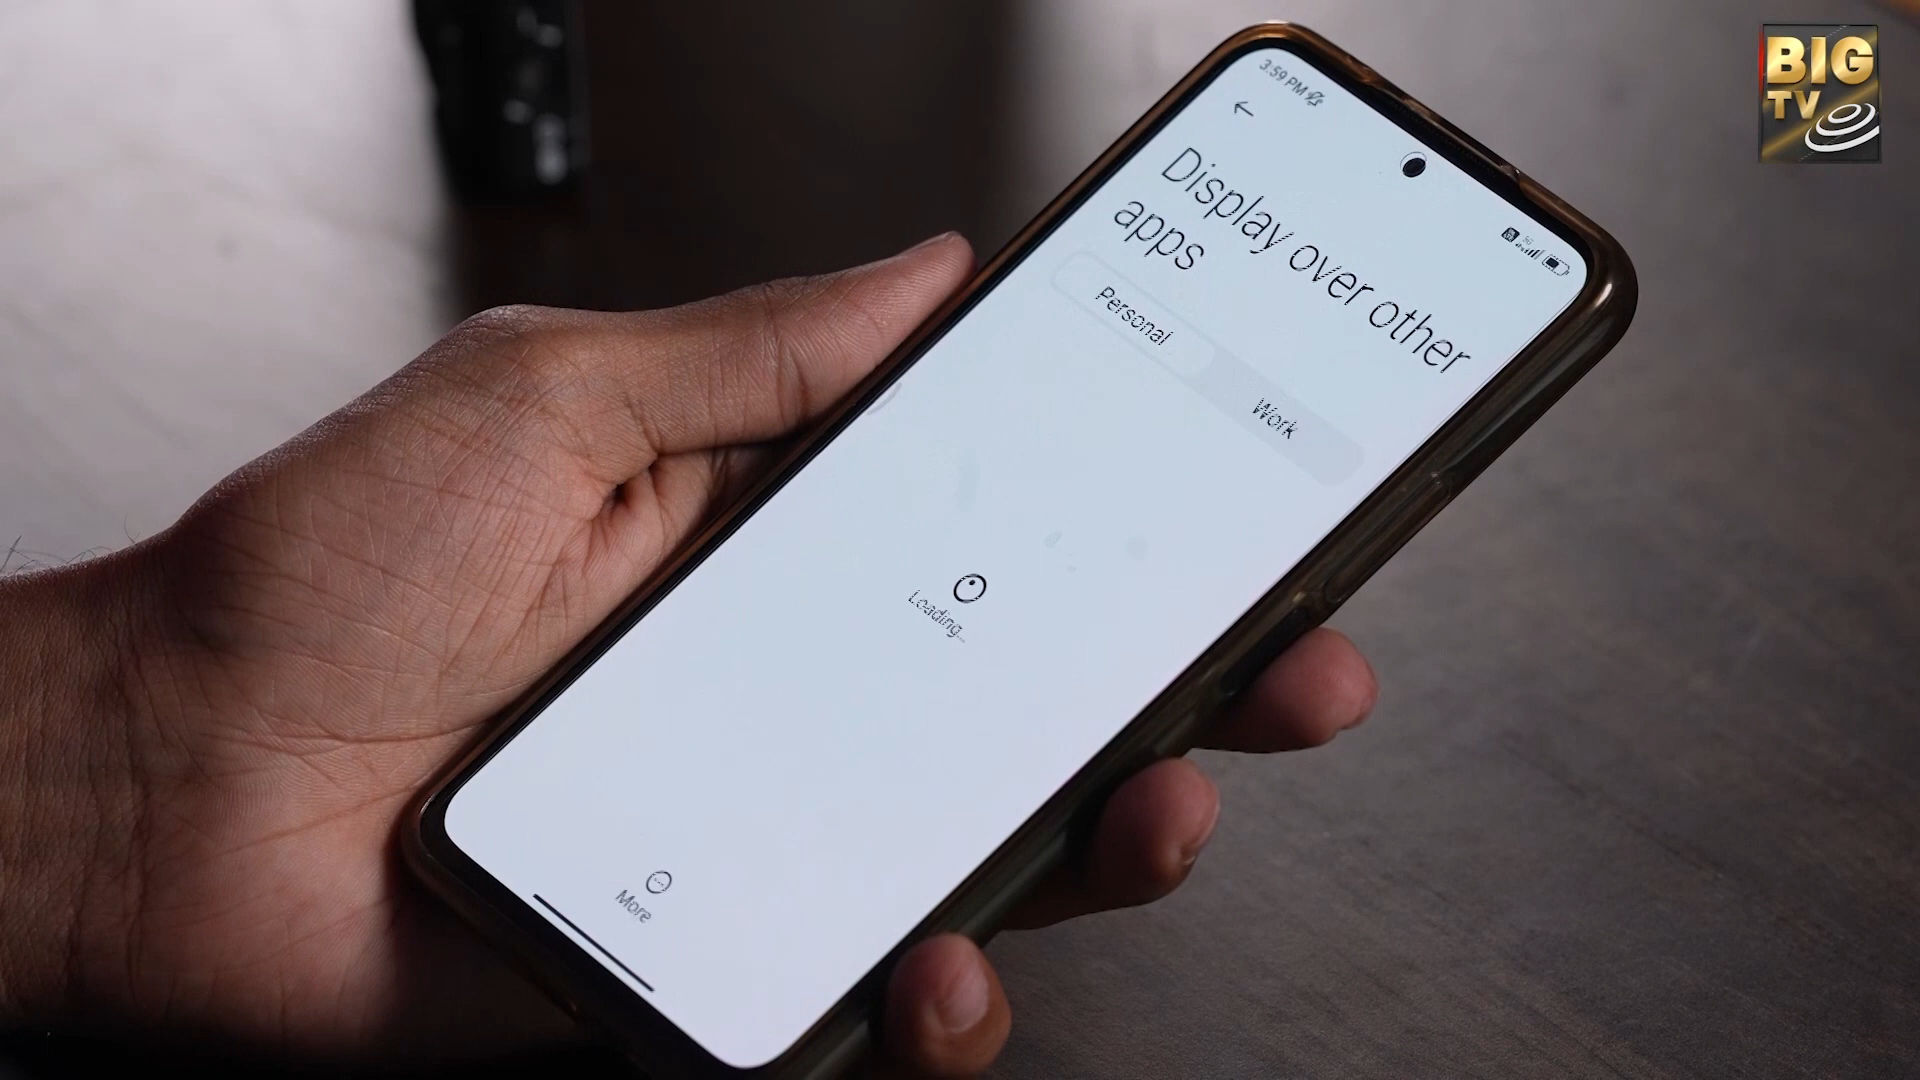 BIG
TV
3:59 PM
Display over other
apps
Personal
Work
Loading...
More